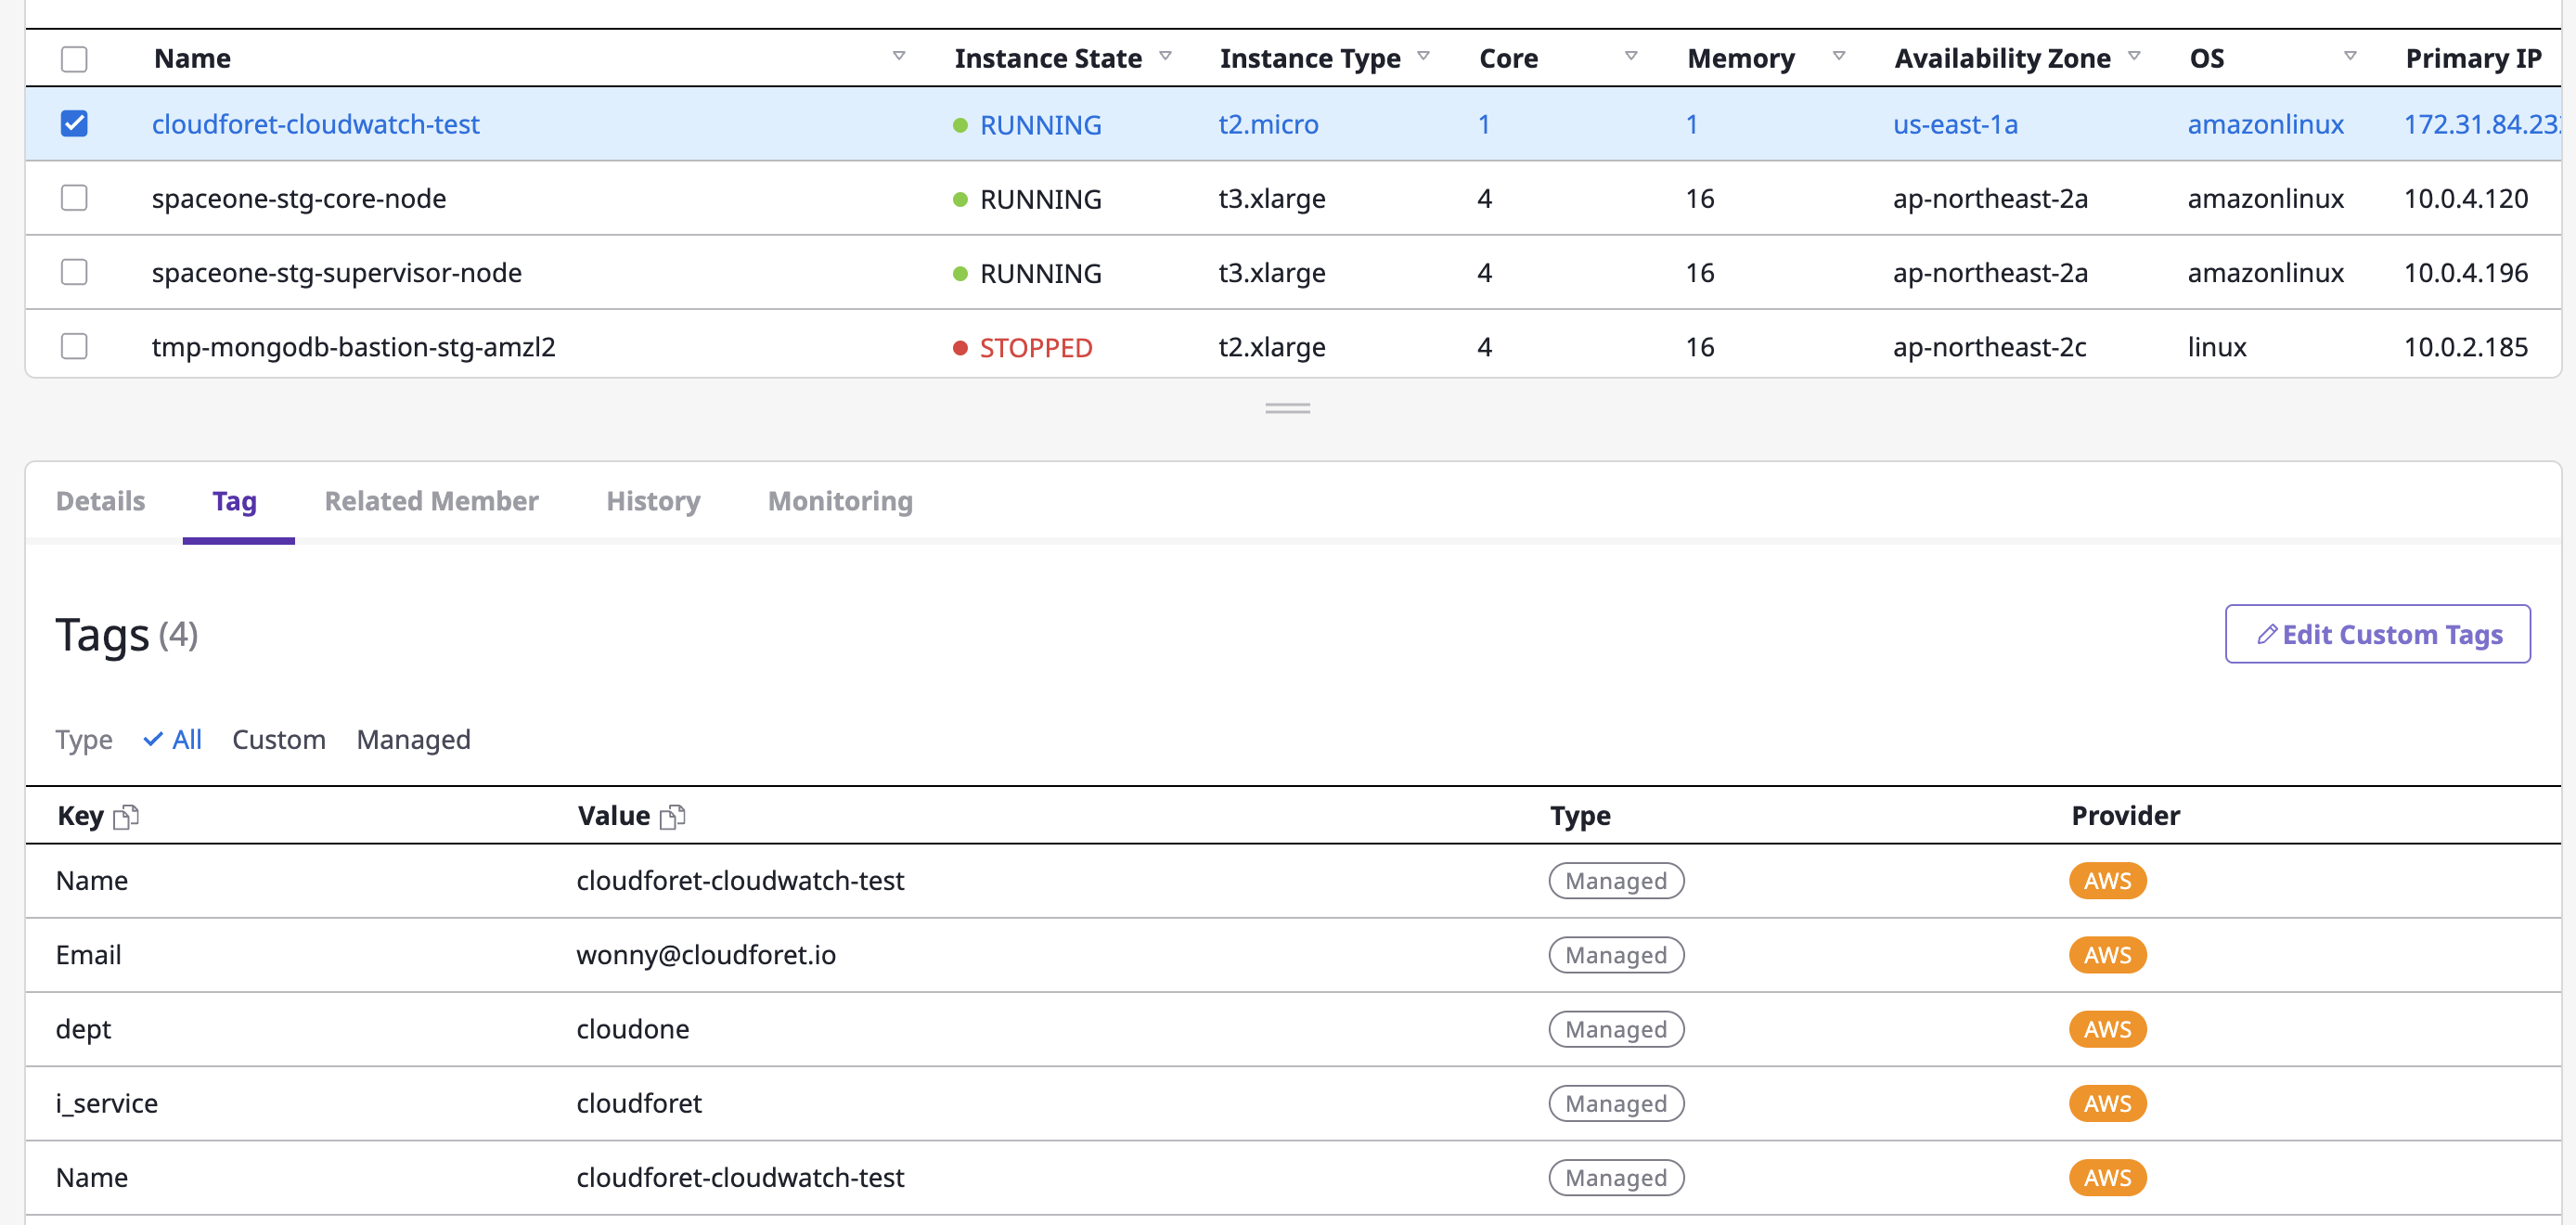 Name Instance State Instance Type Core Memory Availability Zone OS Primary IP
cloudforet-cloudwatch-test RUNNING t2.micro 1 1 us-east-1a amazonlinux 172.31.84.23
spaceone-stg-core-node RUNNING t3.xlarge 4 16 ap-northeast-2a amazonlinux 10.0.4.120
spaceone-stg-supervisor-node RUNNING t3.xlarge 4 16 ap-northeast-2a amazonlinux 10.0.4.196
tmp-mongodb-bastion-stg-amzl2 STOPPED t2.xlarge 4 16 ap-northeast-2c linux 10.0.2.185
Details Tag Related Member History Monitoring
Tags (4) Edit Custom Tags
Type All Custom Managed
Key Value Type Provider
Name cloudforet-cloudwatch-test Managed AWS
Email wonny@cloudforet.io Managed AWS
dept cloudone Managed AWS
i_service cloudforet Managed AWS
Name cloudforet-cloudwatch-test Managed AWS